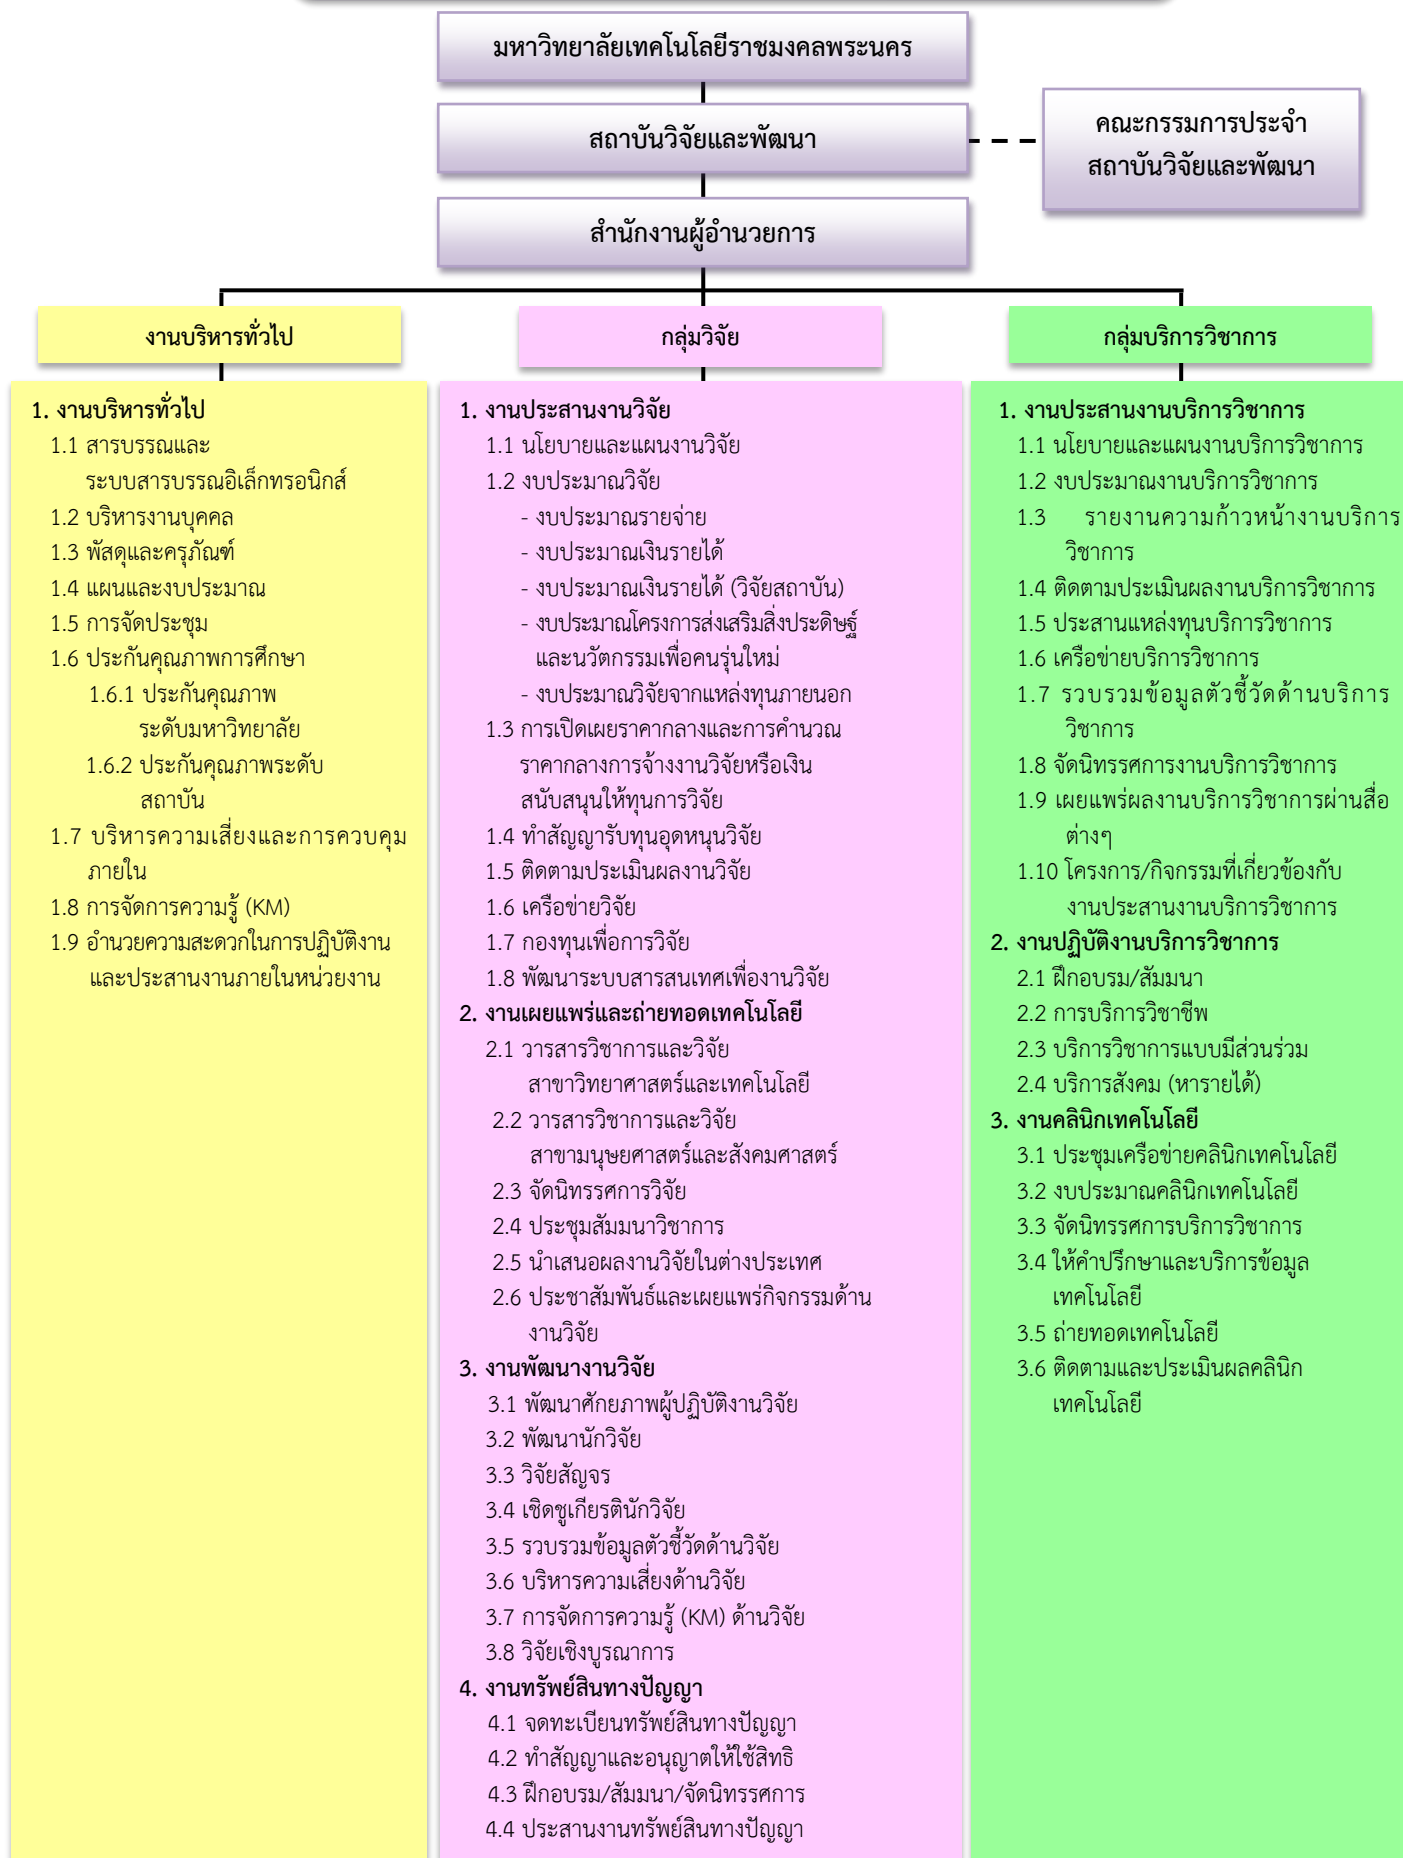 มหาวิทยาลัยเทคโนโลยีราชมงคลพระนคร
สถาบันวิจัยและพัฒนา
คณะกรรมการประจำ
สถาบันวิจัยและพัฒนา
สำนักงานผู้อำนวยการ
งานบริหารทั่วไป
1. งานบริหารทั่วไป
1.1 สารบรรณและ
ระบบสารบรรณอิเล็กทรอนิกส์
1.2 บริหารงานบุคคล
1.3 พัสดุและครุภัณฑ์
1.4 แผนและงบประมาณ
1.5 การจัดประชุม
1.6 ประกันคุณภาพการศึกษา
1.6.1 ประกันคุณภาพ
ระดับมหาวิทยาลัย
1.6.2 ประกันคุณภาพระดับ
สถาบัน
1.7 บริหารความเสี่ยงและการควบคุม
ภายใน
1.8 การจัดการความรู้ (KM)
1.9 อำนวยความสะดวกในการปฏิบัติงาน
และประสานงานภายในหน่วยงาน
กลุ่มวิจัย
1. งานประสานงานวิจัย
1.1 นโยบายและแผนงานวิจัย
1.2 งบประมาณวิจัย
- งบประมาณรายจ่าย
- งบประมาณเงินรายได้
- งบประมาณเงินรายได้ (วิจัยสถาบัน)
- งบประมาณโครงการส่งเสริมสิ่งประดิษฐ์
และนวัตกรรมเพื่อคนรุ่นใหม่
- งบประมาณวิจัยจากแหล่งทุนภายนอก
1.3 การเปิดเผยราคากลางและการคำนวณ
ราคากลางการจ้างงานวิจัยหรือเงิน
สนับสนุนให้ทุนการวิจัย
1.4 ทำสัญญารับทุนอุดหนุนวิจัย
1.5 ติดตามประเมินผลงานวิจัย
1.6 เครือข่ายวิจัย
1.7 กองทุนเพื่อการวิจัย
1.8 พัฒนาระบบสารสนเทศเพื่องานวิจัย
2. งานเผยแพร่และถ่ายทอดเทคโนโลยี
2.1 วารสารวิชาการและวิจัย
สาขาวิทยาศาสตร์และเทคโนโลยี
2.2 วารสารวิชาการและวิจัย
สาขามนุษยศาสตร์และสังคมศาสตร์
2.3 จัดนิทรรศการวิจัย
2.4 ประชุมสัมมนาวิชาการ
2.5 นำเสนอผลงานวิจัยในต่างประเทศ
2.6 ประชาสัมพันธ์และเผยแพร่กิจกรรมด้าน
งานวิจัย
3. งานพัฒนางานวิจัย
3.1 พัฒนาศักยภาพผู้ปฏิบัติงานวิจัย
3.2 พัฒนานักวิจัย
3.3 วิจัยสัญจร
3.4 เชิดชูเกียรตินักวิจัย
3.5 รวบรวมข้อมูลตัวชี้วัดด้านวิจัย
3.6 บริหารความเสี่ยงด้านวิจัย
3.7 การจัดการความรู้ (KM) ด้านวิจัย
3.8 วิจัยเชิงบูรณาการ
4. งานทรัพย์สินทางปัญญา
4.1 จดทะเบียนทรัพย์สินทางปัญญา
4.2 ทำสัญญาและอนุญาตให้ใช้สิทธิ
4.3 ฝึกอบรม/สัมมนา/จัดนิทรรศการ
4.4 ประสานงานทรัพย์สินทางปัญญา
กลุ่มบริการวิชาการ
1. งานประสานงานบริการวิชาการ
1.1 นโยบายและแผนงานบริการวิชาการ
1.2 งบประมาณงานบริการวิชาการ
1.3 รายงานความก้าวหน้างานบริการ
วิชาการ
1.4 ติดตามประเมินผลงานบริการวิชาการ
1.5 ประสานแหล่งทุนบริการวิชาการ
1.6 เครือข่ายบริการวิชาการ
1.7 รวบรวมข้อมูลตัวชี้วัดด้านบริการ
วิชาการ
1.8 จัดนิทรรศการงานบริการวิชาการ
1.9 เผยแพร่ผลงานบริการวิชาการผ่านสื่อ
ต่างๆ
1.10 โครงการ/กิจกรรมที่เกี่ยวข้องกับ
งานประสานงานบริการวิชาการ
2. งานปฏิบัติงานบริการวิชาการ
2.1 ฝึกอบรม/สัมมนา
2.2 การบริการวิชาชีพ
2.3 บริการวิชาการแบบมีส่วนร่วม
2.4 บริการสังคม (หารายได้)
3. งานคลินิกเทคโนโลยี
3.1 ประชุมเครือข่ายคลินิกเทคโนโลยี
3.2 งบประมาณคลินิกเทคโนโลยี
3.3 จัดนิทรรศการบริการวิชาการ
3.4 ให้คำปรึกษาและบริการข้อมูล
เทคโนโลยี
3.5 ถ่ายทอดเทคโนโลยี
3.6 ติดตามและประเมินผลคลินิก
เทคโนโลยี